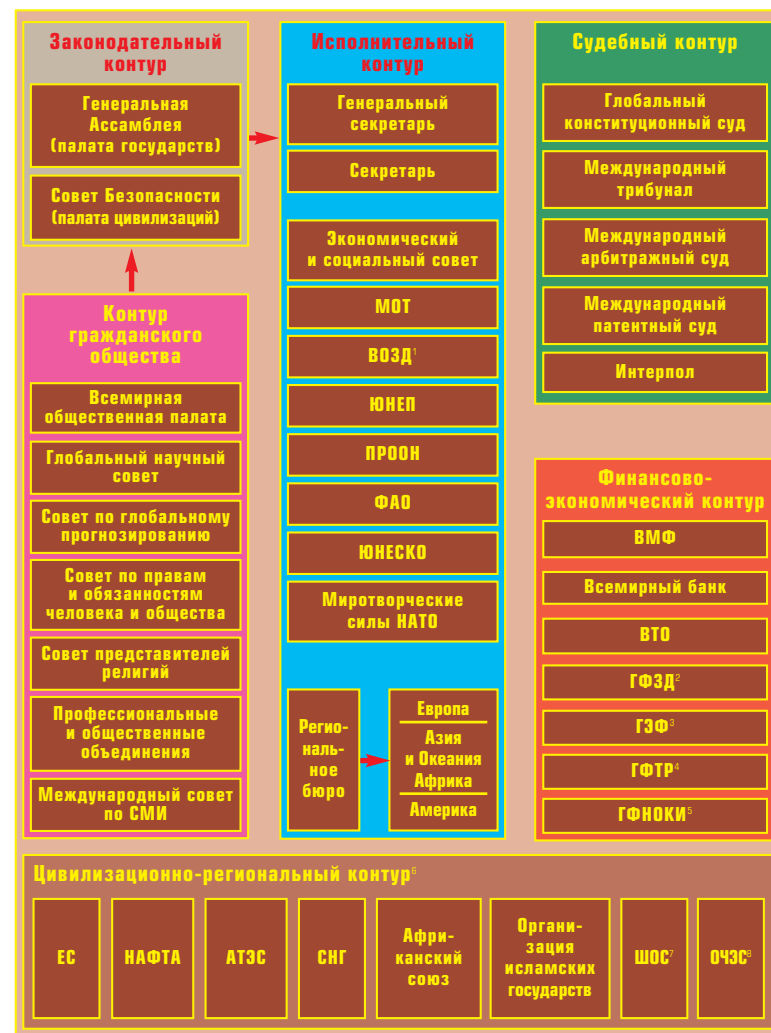 Законодательный
контур
Генеральная
Ассамблея
(палата государств)
Совет Безопасности
(палата цивилизаций)
Контур
гражданского
общества
Всемирная
общественная палата
Глобальный научный
совет
Совет по глобальному
прогнозированию
Совет по правам
и обязанностям
человека и общества
Совет представителей
религий
Профессиональные
и общественные
объединения
Международный совет
по СМИ
Исполнительный
контур
Генеральный
секретарь
Секретарь
Экономический
и социальный совет
МОТ
ВОЗД¹
ЮНЕП
ПРООН
ФАО
ЮНЕСКО
Миротворческие
силы НАТО
Регио-
наль-
ное
бюро
Европа
Азия
и Океания
Африка
Америка
Судебный контур
Глобальный
конституционный суд
Международный
трибунал
Международный
арбитражный суд
Международный
патентный суд
Интерпол
Финансово-
экономический контур
ВМФ
Всемирный банк
ВТО
ГФЗД²
ГЭФ³
ГФТР⁴
ГФНОКИ⁵
Цивилизационно-региональный контур⁶
ЕС
НАФТА
АТЭС
СНГ
Афри-
канский
союз
Органи-
зация
исламских
государств
ШОС⁷
ОЧЭС⁸